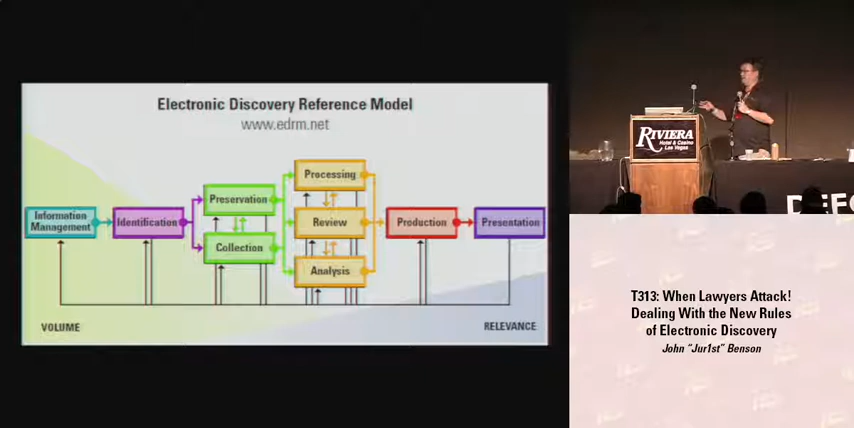 Electronic Discovery Reference Model
www.edrm.net
Information
Management
Identification
Preservation
Collection
Processing
Review
Analysis
Production
Presentation
VOLUME
RELEVANCE
RIVIERA
Hotel & Casino
Las Vegas
DEFC
T313: When Lawyers Attack!
Dealing With the New Rules
of Electronic Discovery
John "Jur1st" Benson